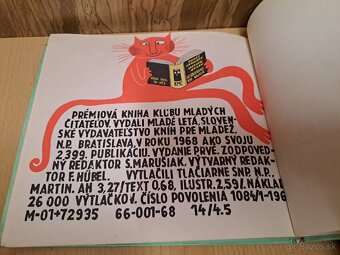 PRÉMIOVÁ KNIHA KĽUBU MLADÝCH
ČITATEĽOV. VYDALI MLADÉ LETÁ, SLOVEN-
SKÉ VYDAVATEĽSTVO KNÍH PRE MLÁDEŽ,
N.P. BRATISLAVA, V ROKU 1968 AKO SVOJU
2,399. PUBLIKÁCIU. VYDANIE PRVÉ. ZODPOVED-
NÝ REDAKTOR S. MARUŠIAK. VÝTVARNÝ REDAK-
TOR F. HÜBEL. VYTLAČILI TLAČIARNE SNP, N.P.,
MARTIN. AH 3,27/TEXT 0,68, ILUSTR. 2,59/. NÁKLAD
26 000 VÝTLAČKOV. ČÍSLO POVOLENIA 1084/1-196
M-01*72935 66-001-68 14/4.5